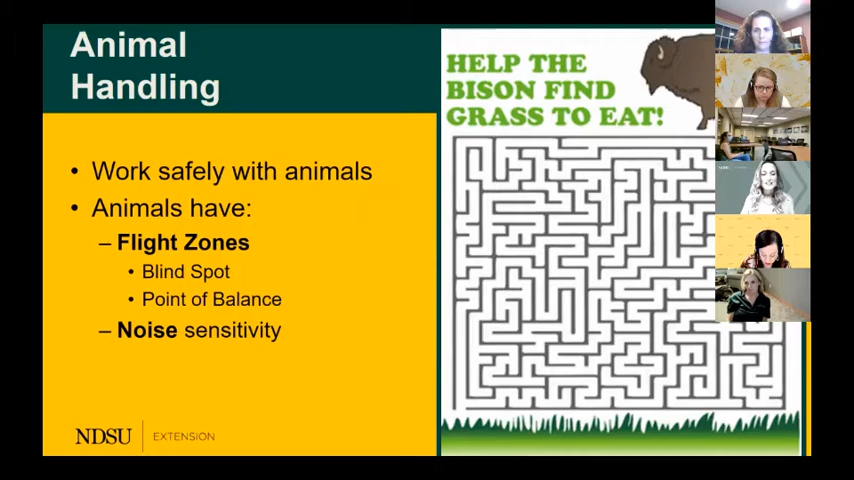 Animal
Handling
• Work safely with animals
• Animals have:
– Flight Zones
• Blind Spot
• Point of Balance
– Noise sensitivity
NDSU EXTENSION
HELP THE
BISON FIND
GRASS TO EAT!